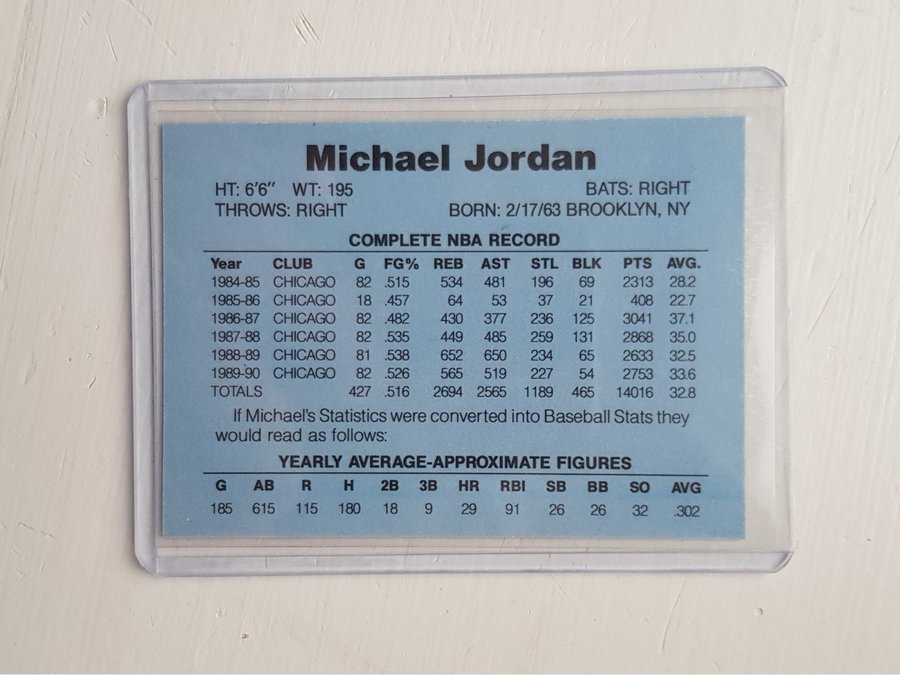 Michael Jordan
HT: 6'6" WT: 195 BATS: RIGHT
THROWS: RIGHT BORN: 2/17/63 BROOKLYN, NY
COMPLETE NBA RECORD
Year CLUB G FG% REB AST STL BLK PTS AVG.
1984-85 CHICAGO 82 .515 534 481 196 69 2313 28.2
1985-86 CHICAGO 18 .457 64 53 37 21 408 22.7
1986-87 CHICAGO 82 .482 430 377 236 125 3041 37.1
1987-88 CHICAGO 82 .535 449 485 259 131 2868 35.0
1988-89 CHICAGO 81 .538 652 650 234 65 2633 32.5
1989-90 CHICAGO 82 .526 565 519 227 54 2753 33.6
TOTALS 427 .516 2694 2565 1189 465 14016 32.8
If Michael's Statistics were converted into Baseball Stats they
would read as follows:
YEARLY AVERAGE-APPROXIMATE FIGURES
G AB R H 2B 3B HR RBI SB BB SO AVG
185 615 115 180 18 9 29 91 26 26 32 .302